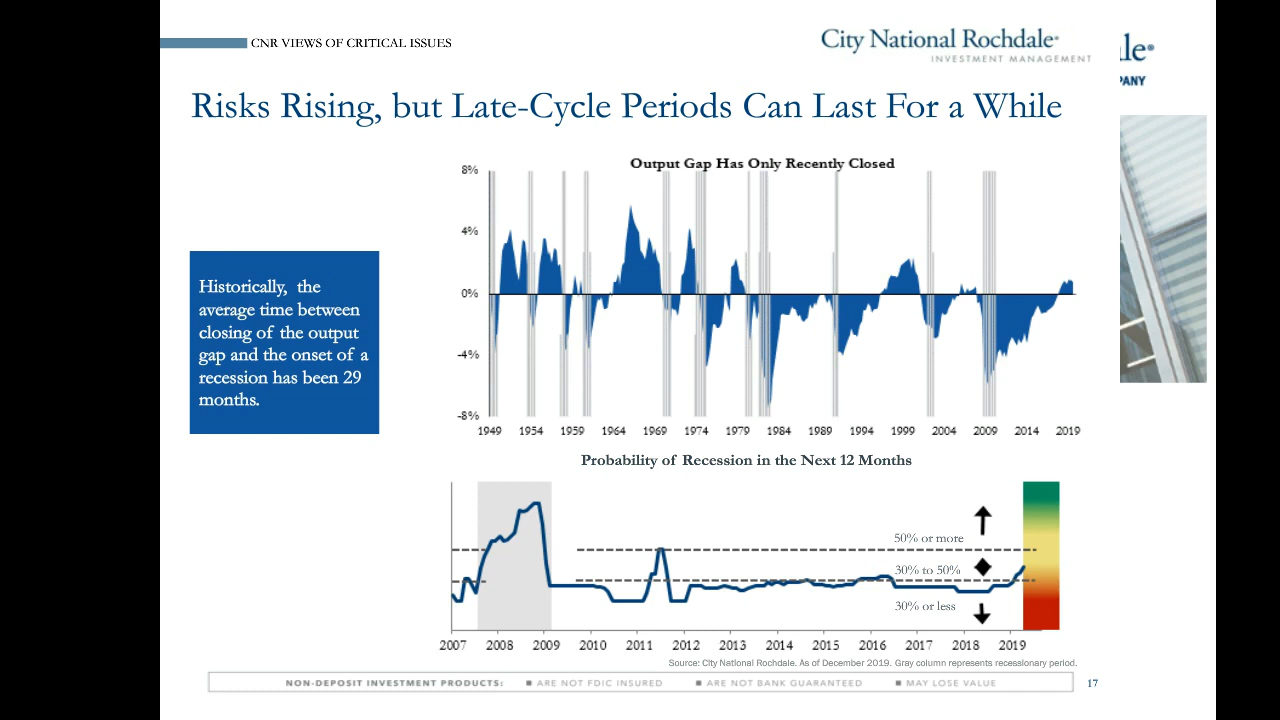 CNR VIEWS OF CRITICAL ISSUES
City National Rochdale®
INVESTMENT MANAGEMENT
le®
PANY
Risks Rising, but Late-Cycle Periods Can Last For a While
Output Gap Has Only Recently Closed
8%
4%
0%
-4%
-8%
1949 1954 1959 1964 1969 1974 1979 1984 1989 1994 1999 2004 2009 2014 2019
Historically, the
average time between
closing of the output
gap and the onset of a
recession has been 29
months.
Probability of Recession in the Next 12 Months
50% or more
30% to 50%
30% or less
2007 2008 2009 2010 2011 2012 2013 2014 2015 2016 2017 2018 2019
Source: City National Rochdale. As of December 2019. Gray column represents recessionary period.
NON-DEPOSIT INVESTMENT PRODUCTS: ■ ARE NOT FDIC INSURED ■ ARE NOT BANK GUARANTEED ■ MAY LOSE VALUE
17